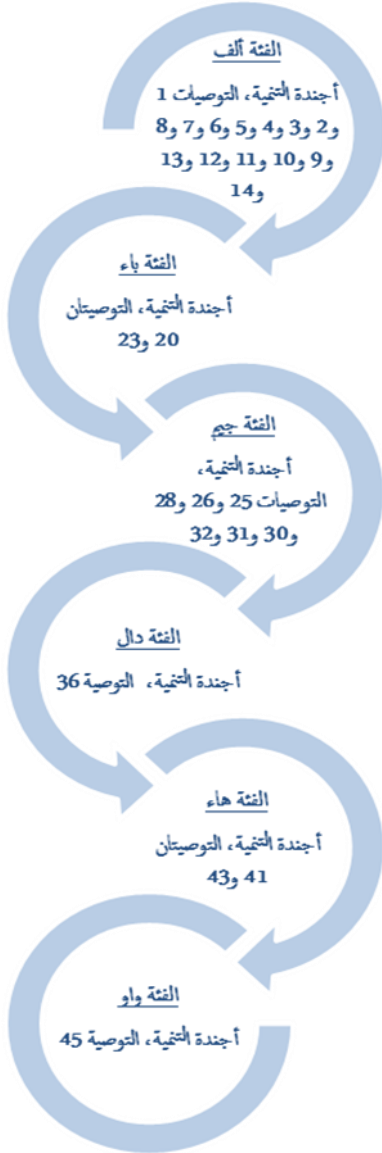 الفئة ألف
أجندة التنمية، التوصيات 1
و2 و3 و4 و5 و6 و7 و8
و9 و10 و11 و12 و13
و14
الفئة باء
أجندة التنمية، التوصيتان
20 و23
الفئة جيم
أجندة التنمية،
التوصيات 25 و26 و28
و30 و31 و32
الفئة دال
أجندة التنمية، التوصية 36
الفئة هاء
أجندة التنمية، التوصيتان
41 و43
الفئة واو
أجندة التنمية، التوصية 45